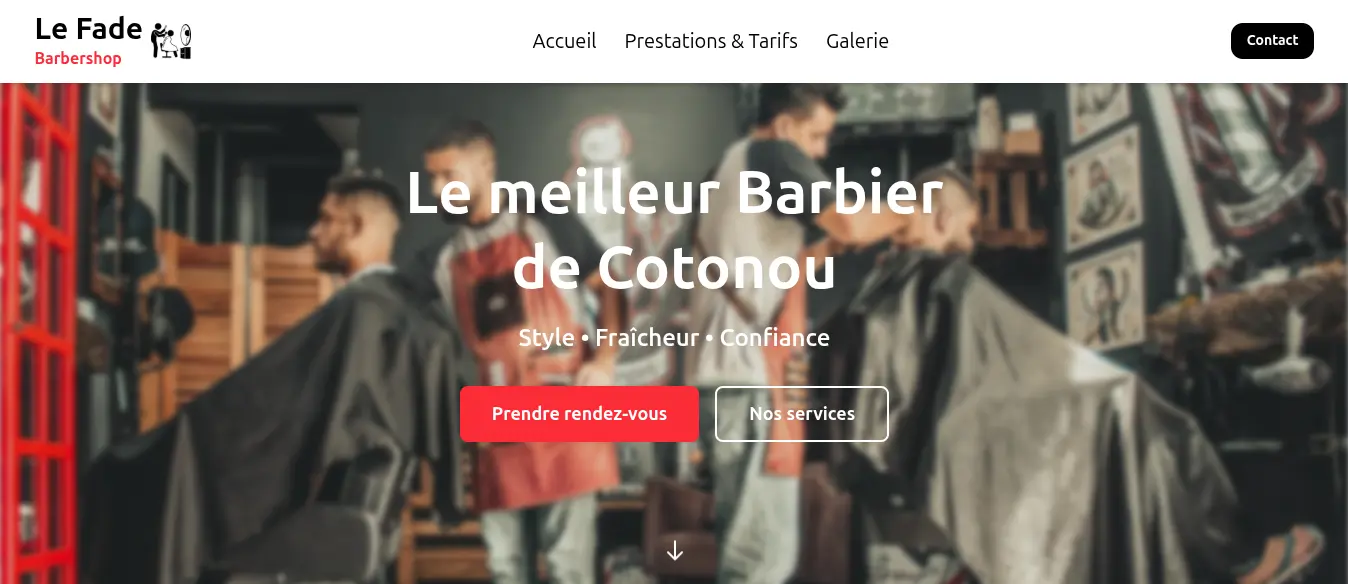 Le Fade
Barbershop
Accueil
Prestations & Tarifs
Galerie
Contact
Le meilleur Barbier
de Cotonou
Style • Fraîcheur • Confiance
Prendre rendez-vous
Nos services